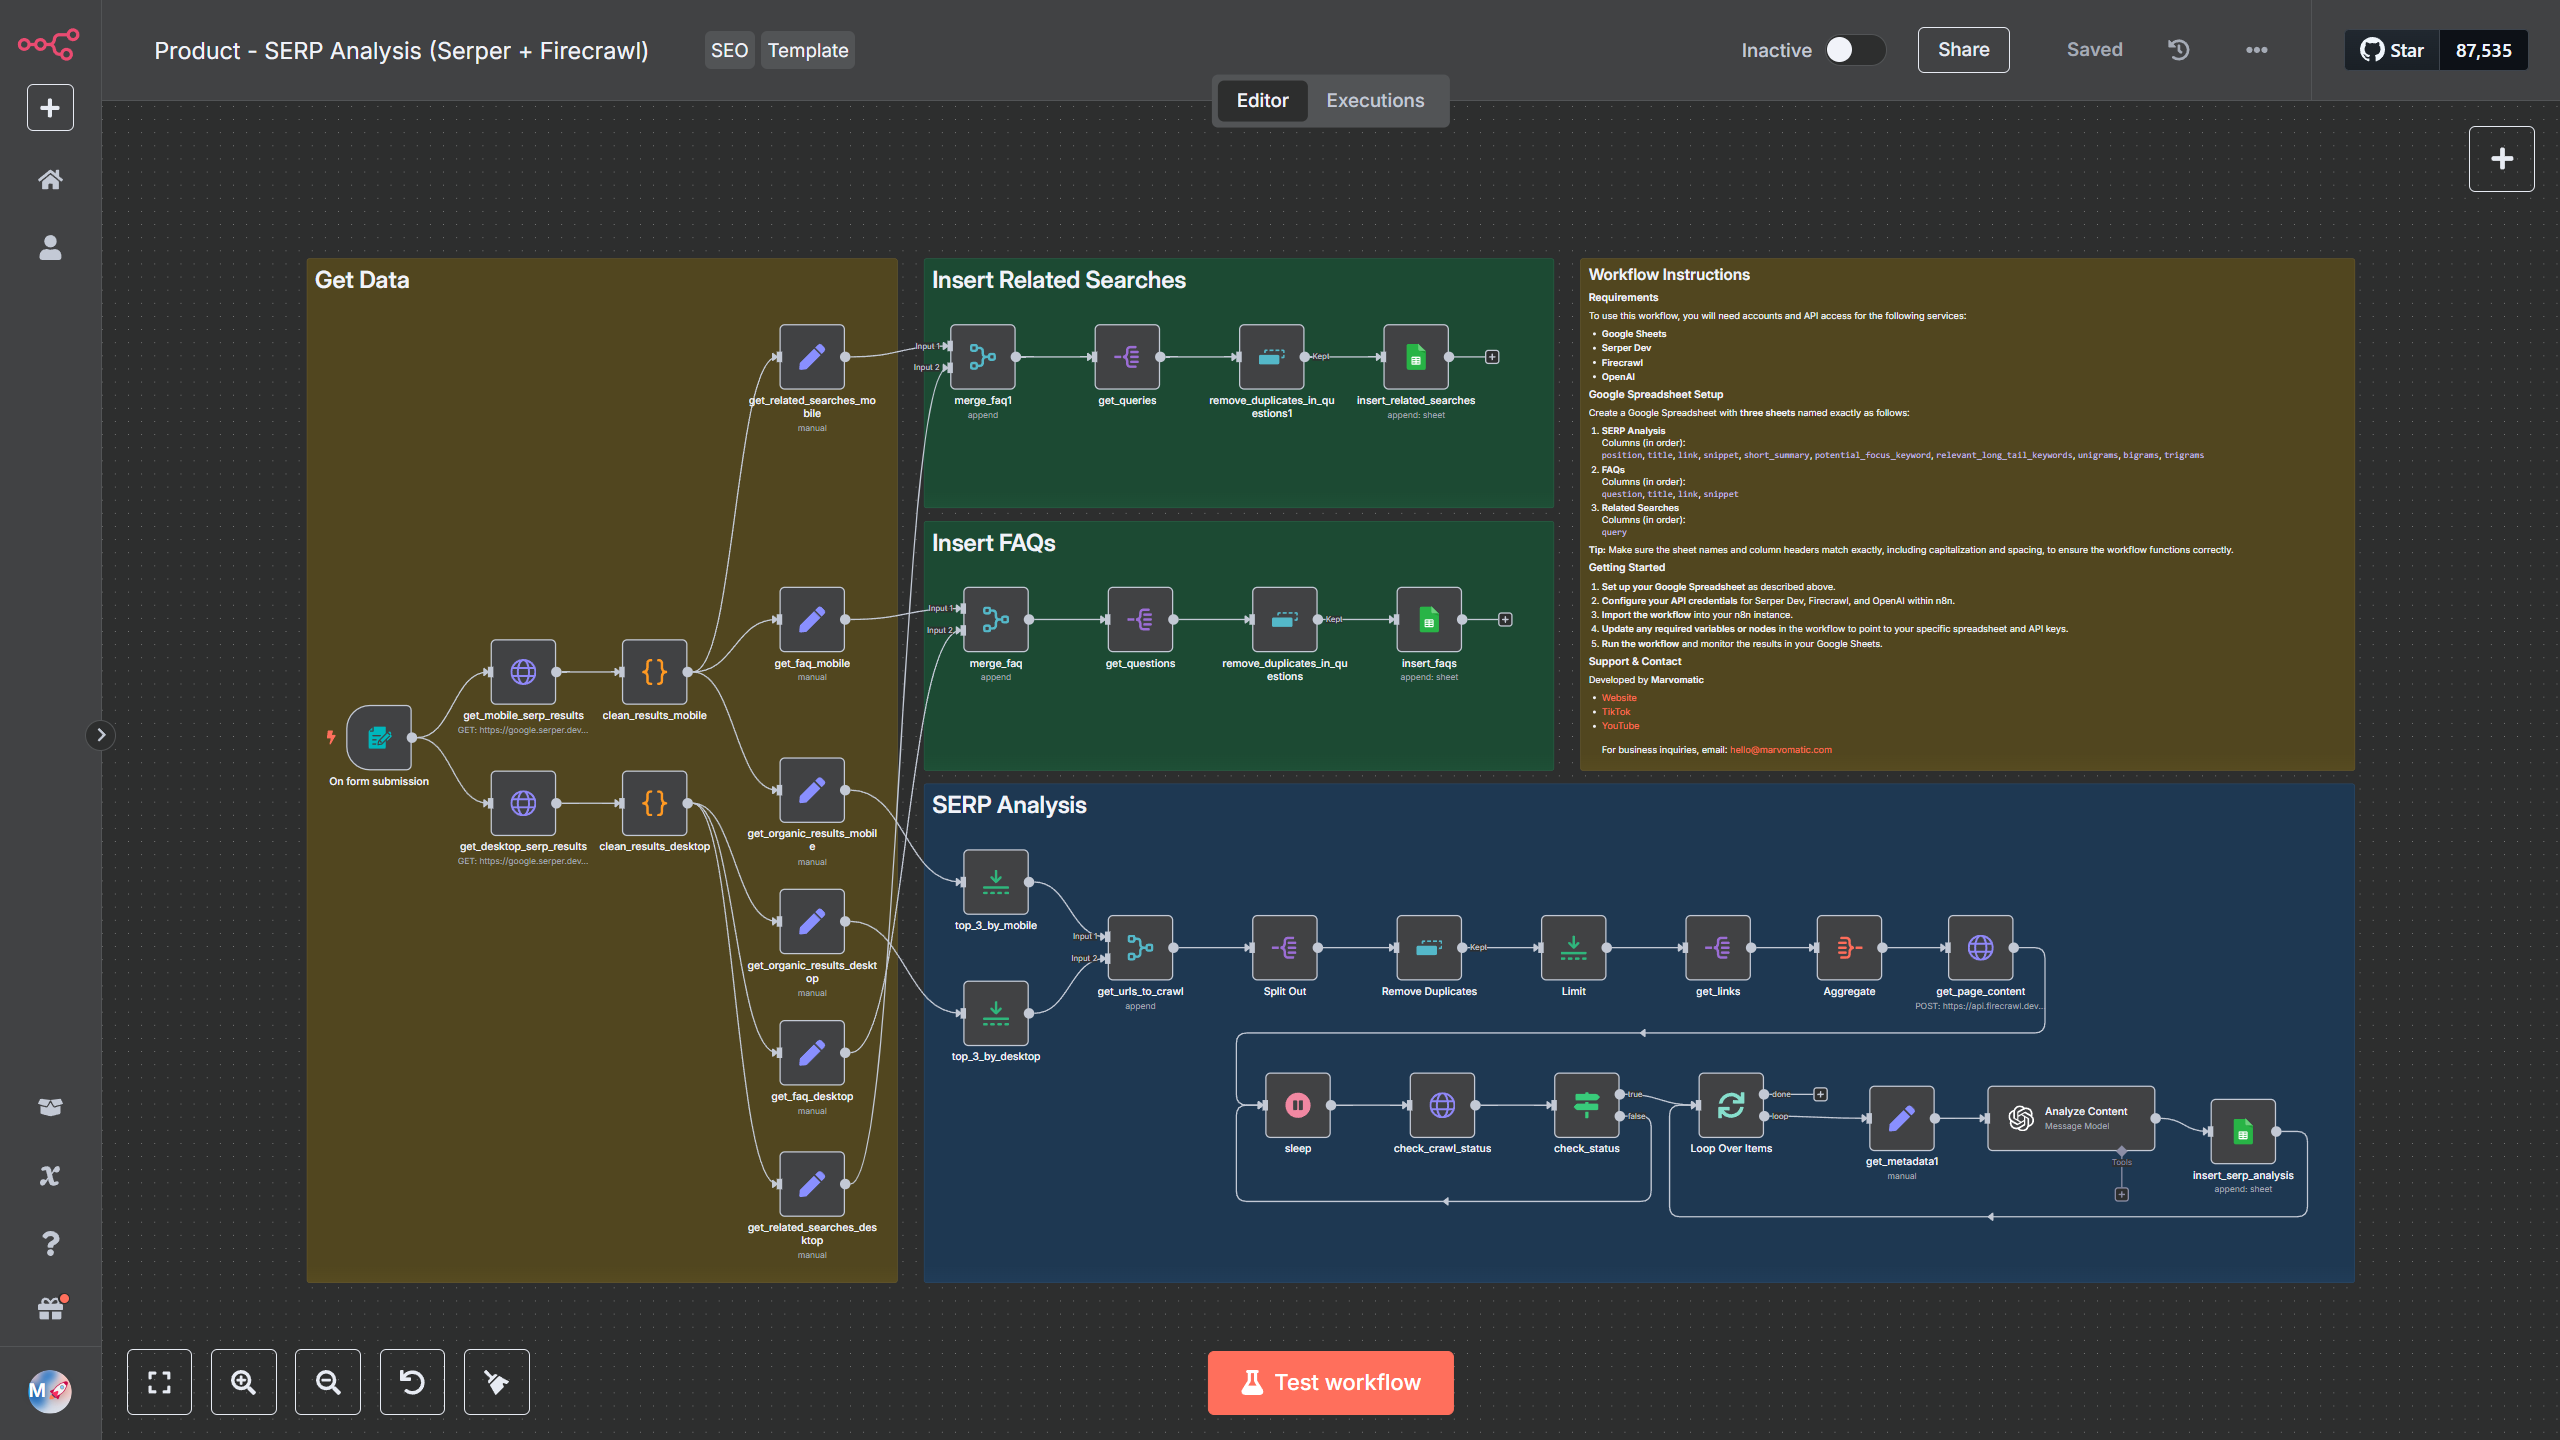 Product - SERP Analysis (Serper + Firecrawl)
SEO
Template
Inactive
Share
Saved
Star
87,535
Editor
Executions
Get Data
On form submission
get_mobile_serp_results
GET: https://google.serper.dev...
clean_results_mobile
get_desktop_serp_results
GET: https://google.serper.dev...
clean_results_desktop
get_related_searches_mo
bile
manual
get_faq_mobile
manual
get_organic_results_mobil
e
manual
get_organic_results_deskt
op
manual
get_faq_desktop
manual
get_related_searches_des
ktop
manual
Insert Related Searches
Input 1
Input 2
merge_faq1
append
get_queries
remove_duplicates_in_qu
estions1
Kept
insert_related_searches
append: sheet
Insert FAQs
Input 1
Input 2
merge_faq
append
get_questions
remove_duplicates_in_qu
estions
Kept
insert_faqs
append: sheet
Workflow Instructions
Requirements
To use this workflow, you will need accounts and API access for the following services:
• Google Sheets
• Serper Dev
• Firecrawl
• OpenAI
Google Spreadsheet Setup
Create a Google Spreadsheet with three sheets named exactly as follows:
1. SERP Analysis
Columns (in order):
position, title, link, snippet, short_summary, potential_focus_keyword, relevant_long_tail_keywords, unigrams, bigrams, trigrams
2. FAQs
Columns (in order):
question, title, link, snippet
3. Related Searches
Columns (in order):
query
Tip: Make sure the sheet names and column headers match exactly, including capitalization and spacing, to ensure the workflow functions correctly.
Getting Started
1. Set up your Google Spreadsheet as described above.
2. Configure your API credentials for Serper Dev, Firecrawl, and OpenAI within n8n.
3. Import the workflow into your n8n instance.
4. Update any required variables or nodes in the workflow to point to your specific spreadsheet and API keys.
5. Run the workflow and monitor the results in your Google Sheets.
Support & Contact
Developed by Marvomatic
• Website
• TikTok
• YouTube
For business inquiries, email: hello@marvomatic.com
SERP Analysis
top_3_by_mobile
top_3_by_desktop
Input 1
Input 2
get_urls_to_crawl
append
Split Out
Remove Duplicates
Kept
Limit
get_links
Aggregate
get_page_content
POST: https://api.firecrawl.dev...
sleep
check_crawl_status
check_status
true
false
Loop Over Items
done
loop
get_metadata1
manual
Analyze Content
Message Model
Tools
insert_serp_analysis
append: sheet
M
Test workflow